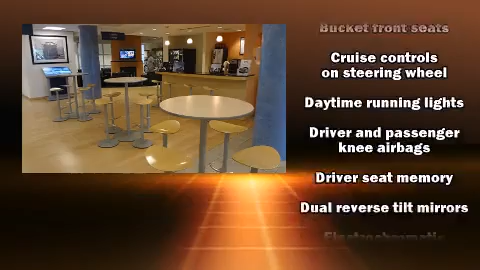 Bucket front seats
Cruise controls
on steering wheel
Daytime running lights
Driver and passenger
knee airbags
Driver seat memory
Dual reverse tilt mirrors
Electrochromatic